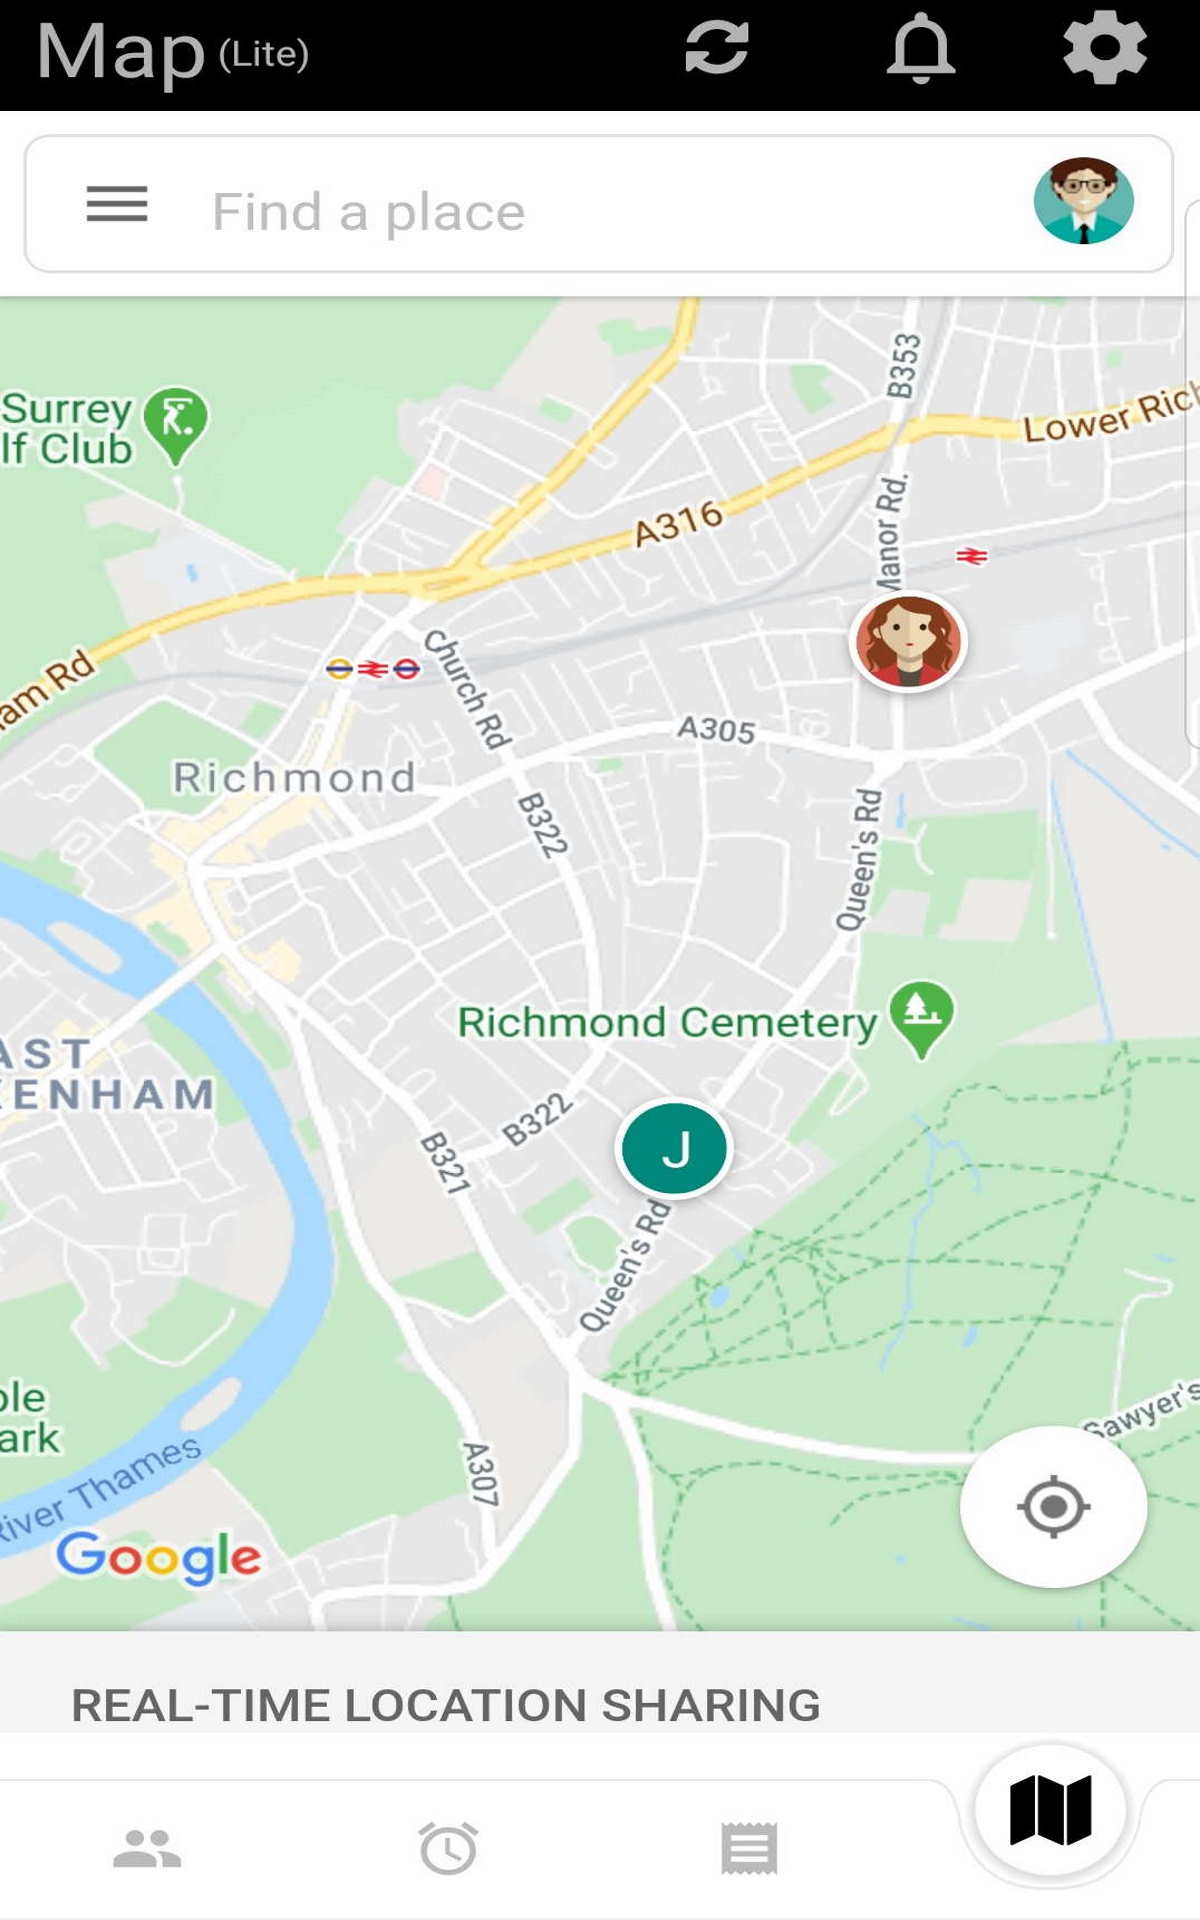 Map (Lite)
Find a place
B353
Surrey
lf Club
Lower Rich
A316
Manor Rd.
am Rd
Church Rd
A305
Richmond
B322
Queen's Rd
Richmond Cemetery
AST
KENHAM
B322
J
B321
Queen's Rd
ple
ark
Sawyer's
A307
River Thames
Google
REAL-TIME LOCATION SHARING